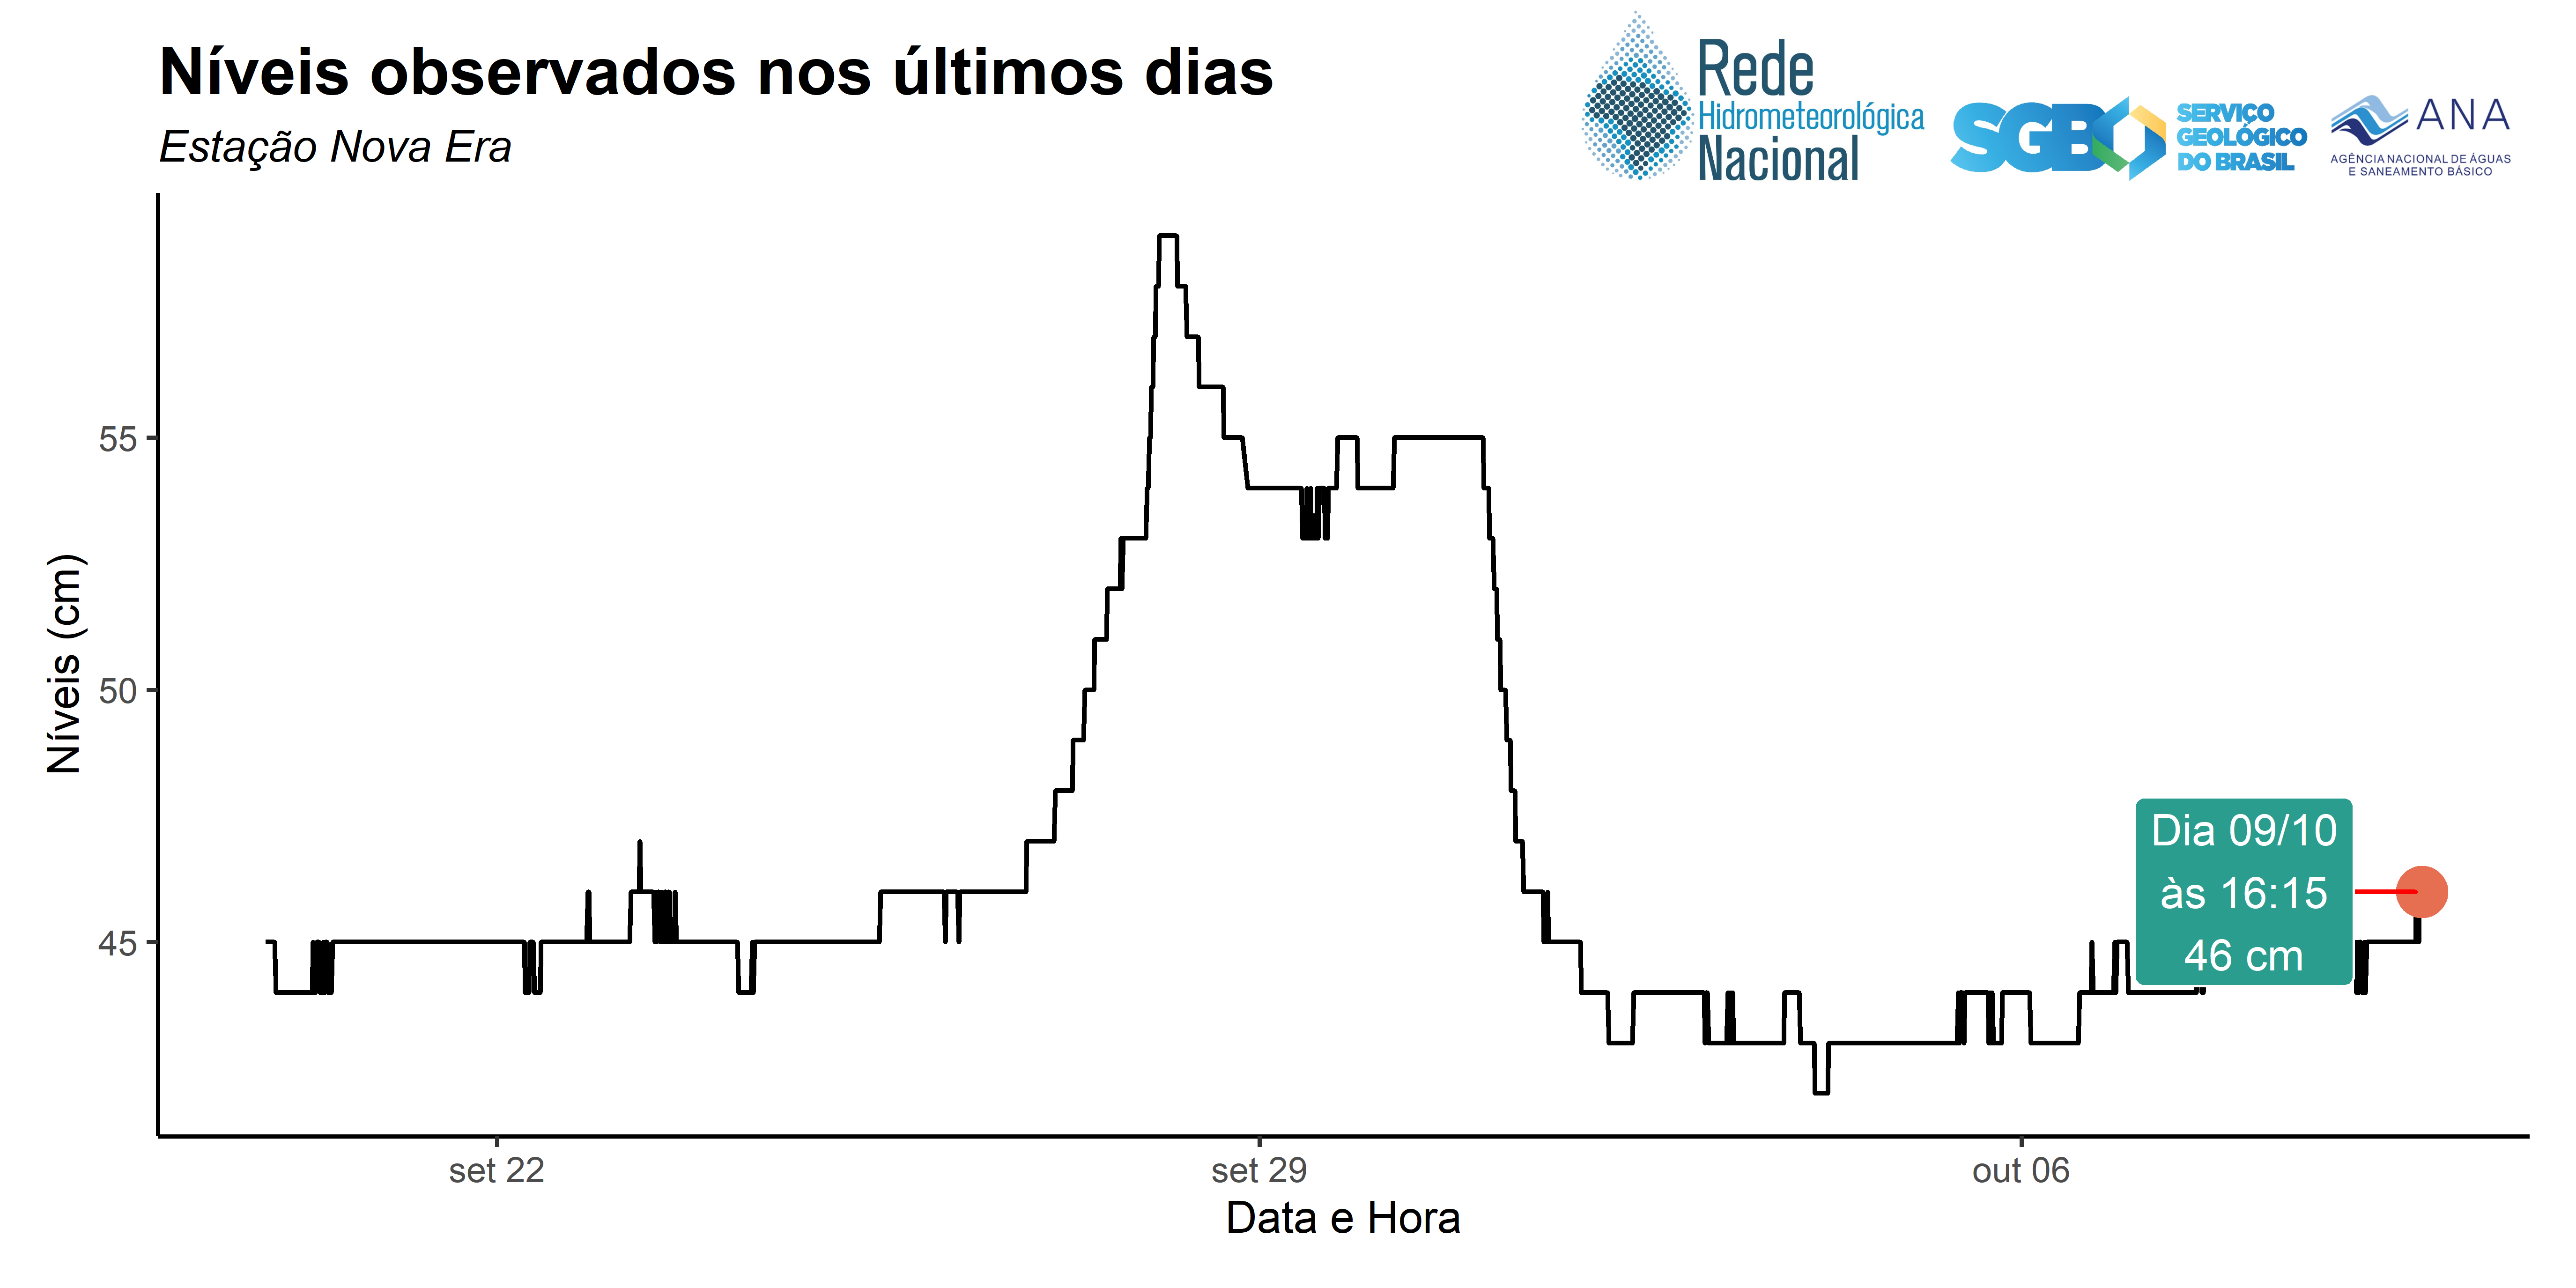 Níveis observados nos últimos dias
Estação Nova Era
Rede
Hidrometeorológica
Nacional
SGB
SERVIÇO
GEOLÓGICO
DO BRASIL
ANA
AGÊNCIA NACIONAL DE ÁGUAS
E SANEAMENTO BÁSICO
Níveis (cm)
55
50
45
Dia 09/10
às 16:15
46 cm
set 22
set 29
out 06
Data e Hora